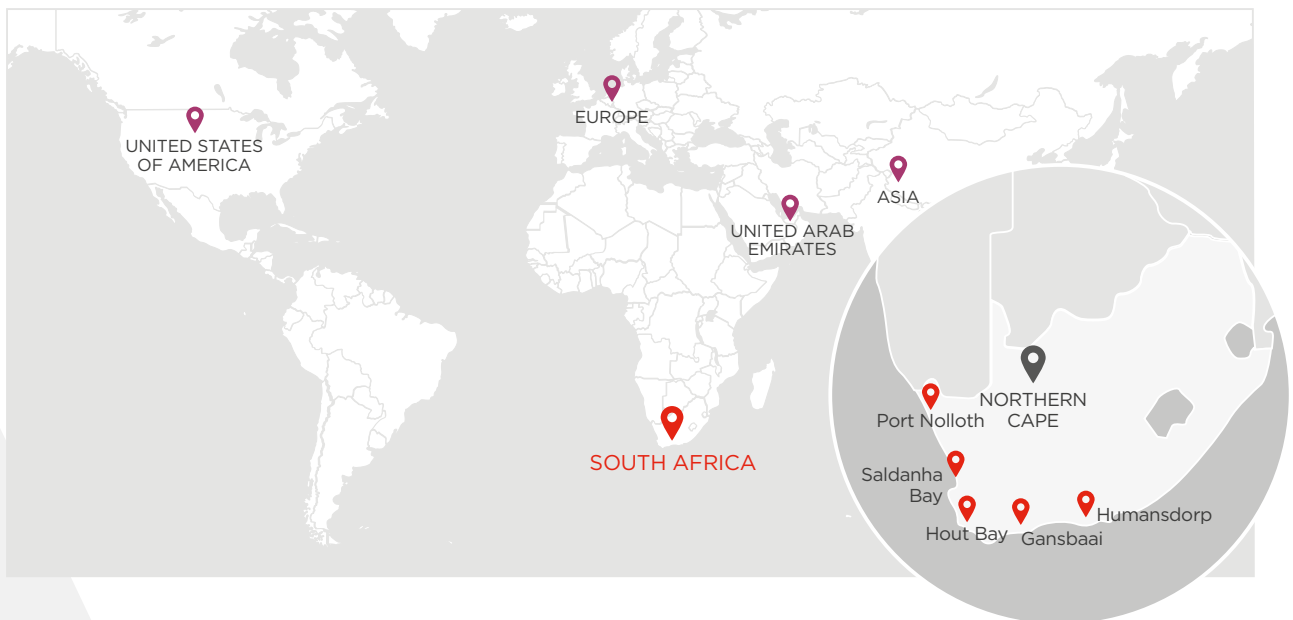 EUROPE
UNITED STATES
OF AMERICA
ASIA
UNITED ARAB
EMIRATES
SOUTH AFRICA
NORTHERN
CAPE
Port Nolloth
Saldanha
Bay
Hout Bay
Gansbaai
Humansdorp